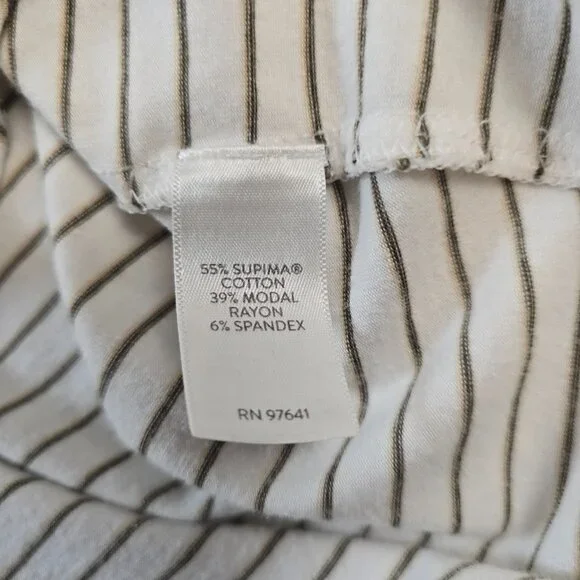 55% SUPIMA®
COTTON
39% MODAL
RAYON
6% SPANDEX
RN 97641